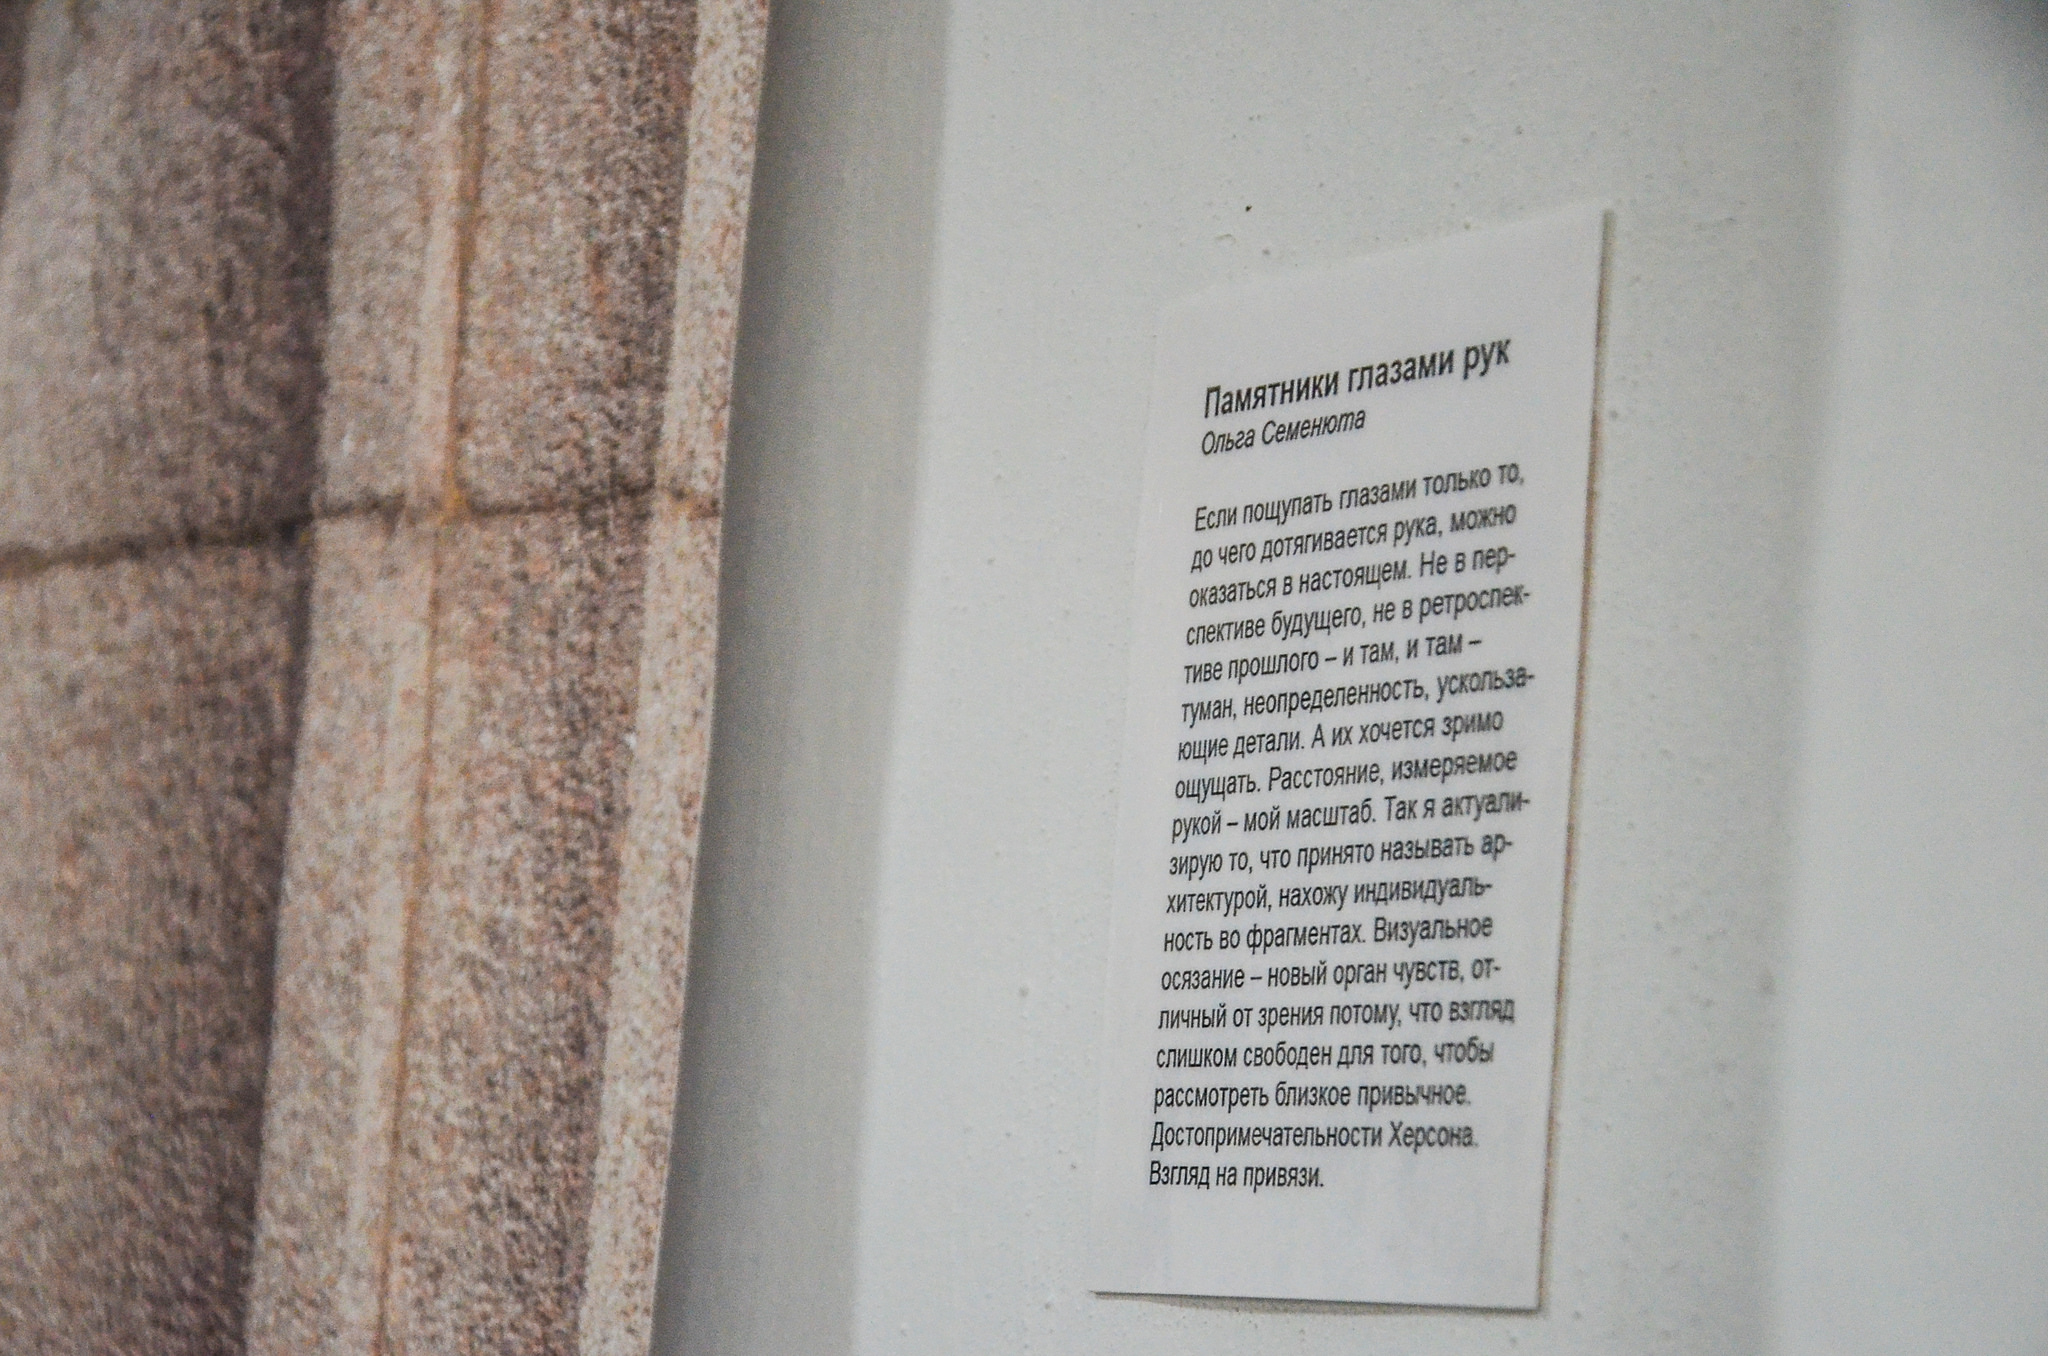 Памятники глазами рук
Ольга Семенюта
Если пощупать глазами только то,
до чего дотягивается рука, можно
оказаться в настоящем. Не в пер-
спективе будущего, не в ретроспек-
тиве прошлого – и там, и там –
туман, неопределенность, ускольза-
ющие детали. А их хочется зримо
ощущать. Расстояние, измеряемое
рукой – мой масштаб. Так я актуали-
зирую то, что принято называть ар-
хитектурой, нахожу индивидуаль-
ность во фрагментах. Визуальное
осязание – новый орган чувств, от-
личный от зрения потому, что взгляд
слишком свободен для того, чтобы
рассмотреть близкое привычное.
Достопримечательности Херсона.
Взгляд на привязи.